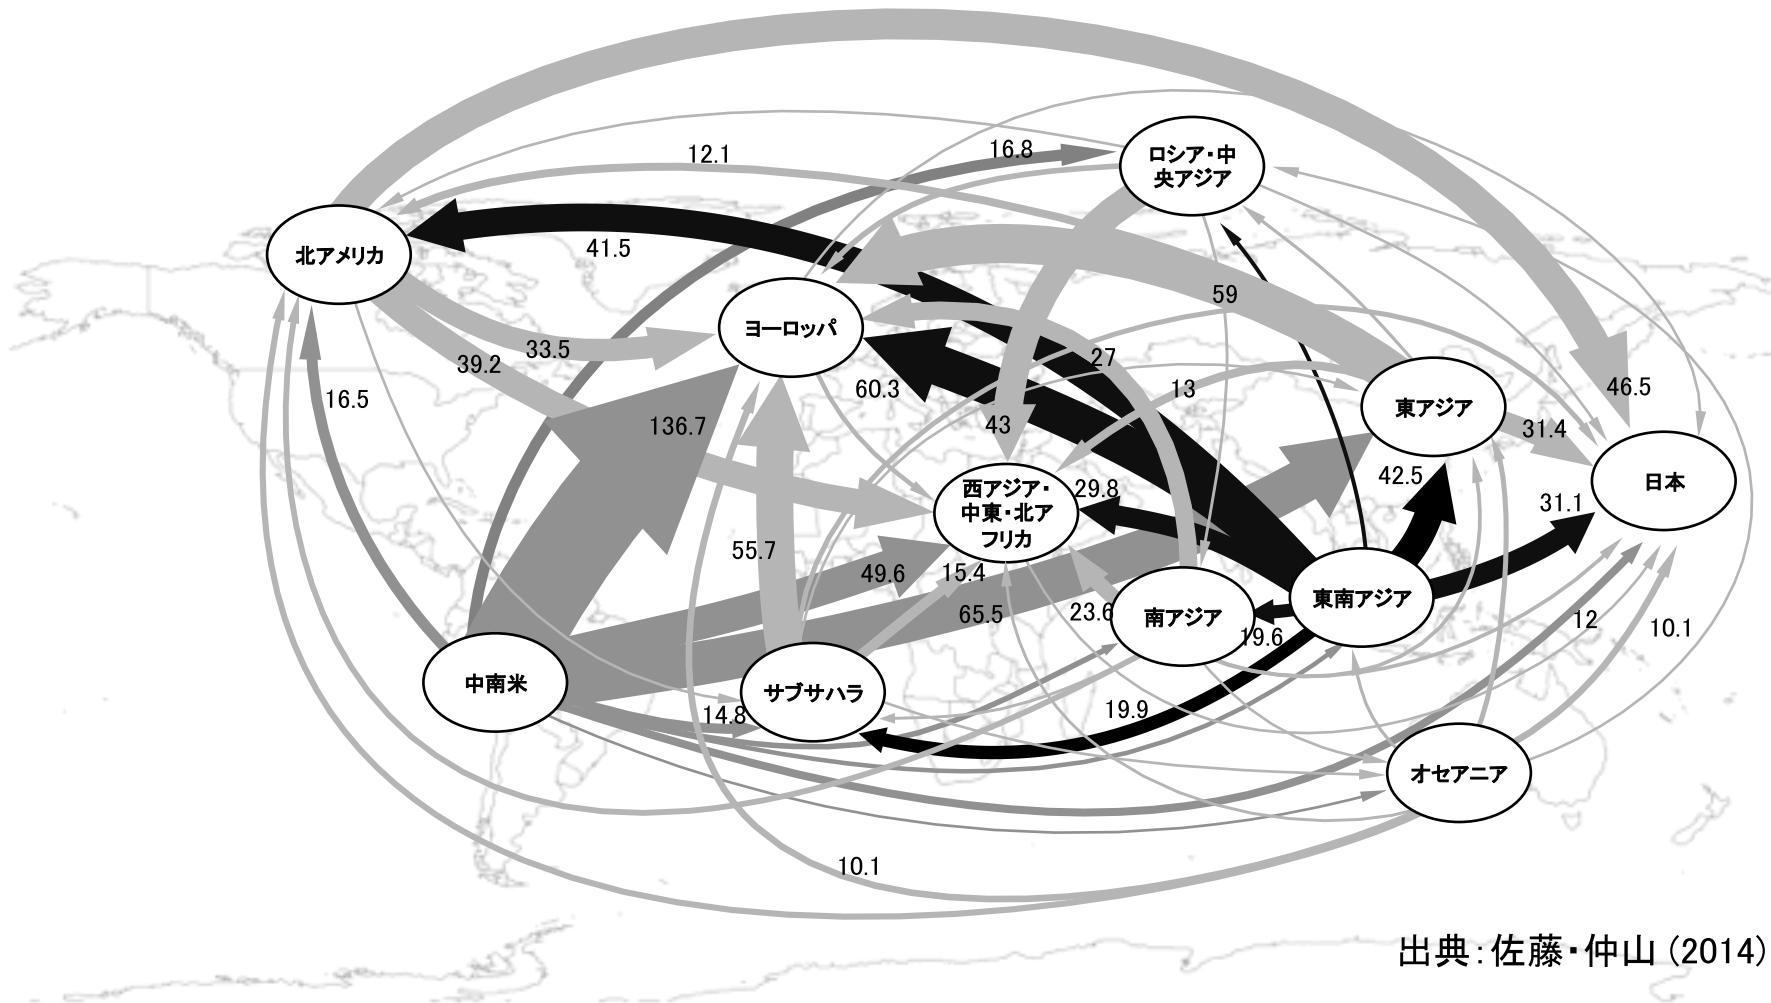 12.1
16.8
ロシア・中
央アジア
北アメリカ
41.5
ヨーロッパ
59
39.2
33.5
27
60.3
13
16.5
136.7
43
46.5
東アジア
31.4
42.5
29.8
西アジア・
中東・北ア
フリカ
日本
31.1
55.7
49.6
15.4
65.5
23.6
南アジア
19.6
東南アジア
12
10.1
中南米
サブサハラ
14.8
19.9
オセアニア
10.1
出典：佐藤・仲山（2014）